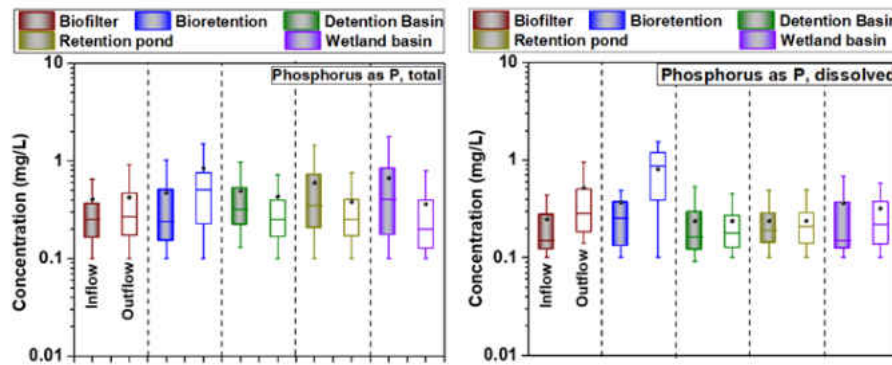 Biofilter Bioretention Detention Basin
Retention pond Wetland basin
Phosphorus as P, total
Concentration (mg/L)
10
1
0.1
0.01
Inflow
Outflow
Biofilter Bioretention Detention Basin
Retention pond Wetland basin
Phosphorus as P, dissolved
Concentration (mg/L)
10
1
0.1
0.01
Inflow
Outflow